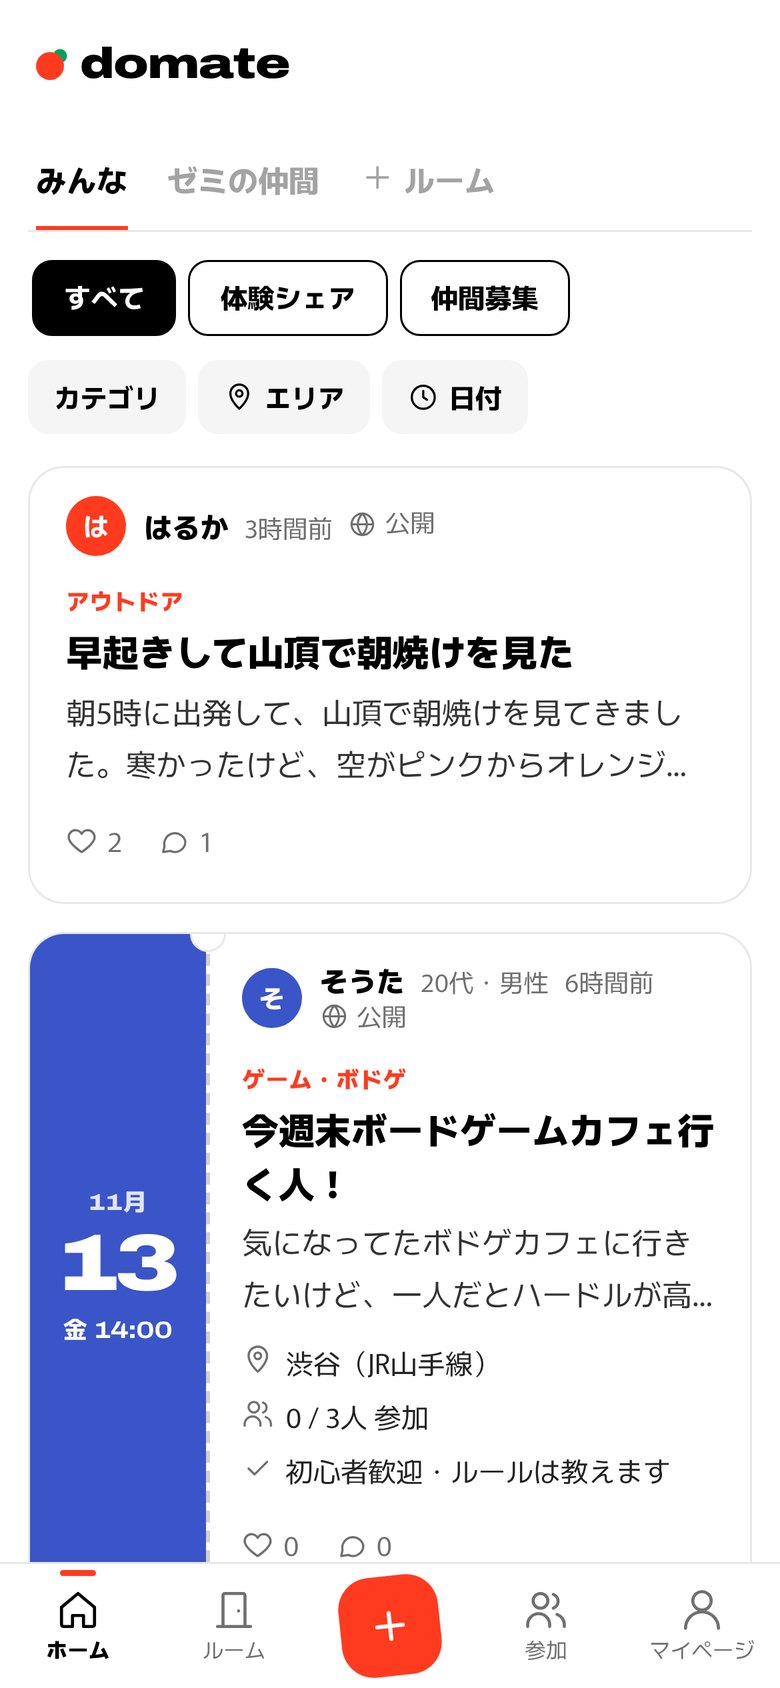 domate
みんな ゼミの仲間 + ルーム
すべて 体験シェア 仲間募集
カテゴリ エリア 日付
は はるか 3時間前 公開
アウトドア
早起きして山頂で朝焼けを見た
朝5時に出発して、山頂で朝焼けを見てきまし
た。寒かったけど、空がピンクからオレンジ...
2 1
11月
13
金 14:00
そ そうた 20代・男性 6時間前
公開
ゲーム・ボドゲ
今週末ボードゲームカフェ行
く人！
気になってたボドゲカフェに行き
たいけど、一人だとハードルが高...
渋谷（JR山手線）
0 / 3人 参加
初心者歓迎・ルールは教えます
0 0
ホーム ルーム + 参加 マイページ